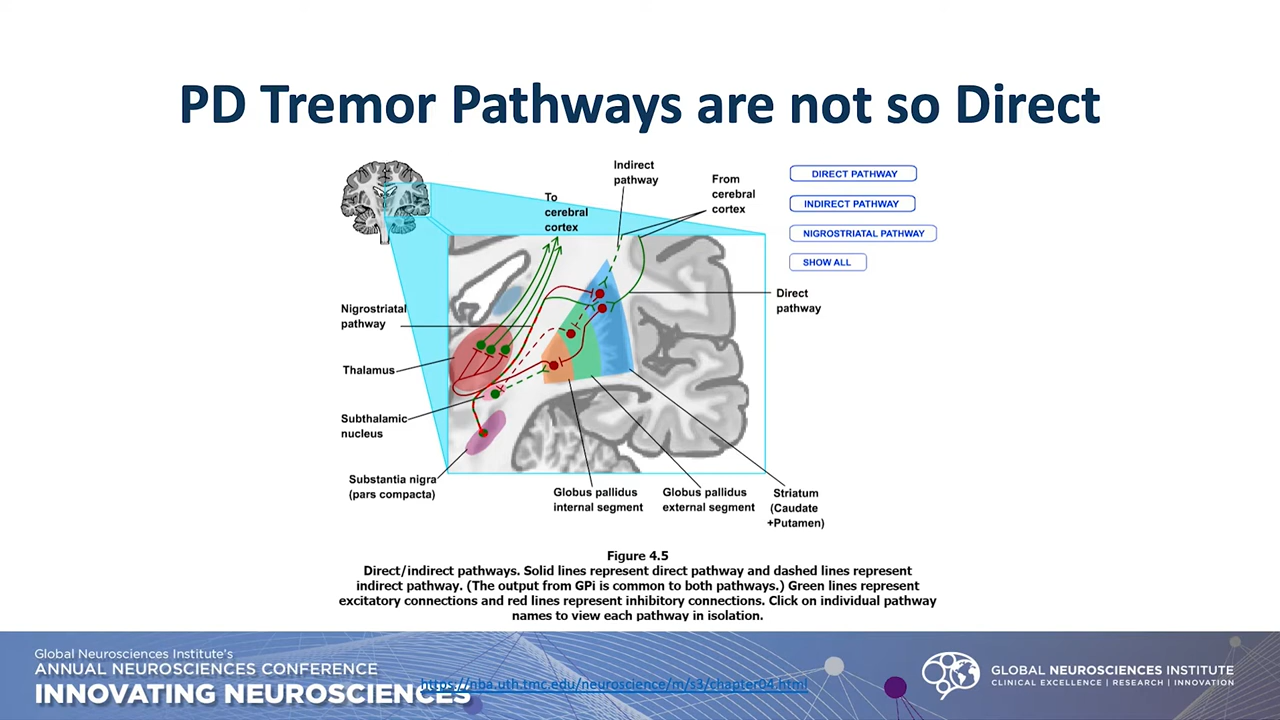 PD Tremor Pathways are not so Direct
Indirect
pathway
From
cerebral
cortex
To
cerebral
cortex
DIRECT PATHWAY
INDIRECT PATHWAY
NIGROSTRIATAL PATHWAY
SHOW ALL
Direct
pathway
Nigrostriatal
pathway
Thalamus
Subthalamic
nucleus
Substantia nigra
(pars compacta)
Globus pallidus
internal segment
Globus pallidus
external segment
Striatum
(Caudate
+Putamen)
Figure 4.5
Direct/indirect pathways. Solid lines represent direct pathway and dashed lines represent
indirect pathway. (The output from GPi is common to both pathways.) Green lines represent
excitatory connections and red lines represent inhibitory connections. Click on individual pathway
names to view each pathway in isolation.
Global Neurosciences Institute's
ANNUAL NEUROSCIENCES CONFERENCE
INNOVATING NEUROSCIENCES
https://nba.uth.tmc.edu/neuroscience/m/s3/chapter04.html
GLOBAL NEUROSCIENCES INSTITUTE
CLINICAL EXCELLENCE | RESEARCH | INNOVATION